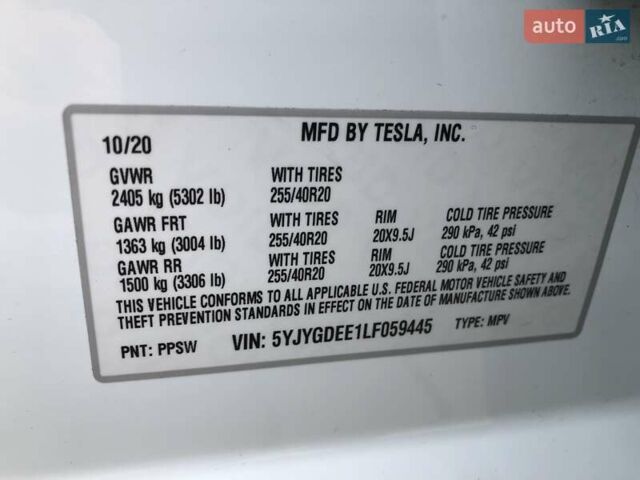 auto RIA .com
MFD BY TESLA, INC.
10/20
GVWR WITH TIRES
2405 kg (5302 lb) 255/40R20
GAWR FRT WITH TIRES RIM COLD TIRE PRESSURE
1363 kg (3004 lb) 255/40R20 20X9.5J 290 kPa, 42 psi
GAWR RR WITH TIRES RIM COLD TIRE PRESSURE
1500 kg (3306 lb) 255/40R20 20X9.5J 290 kPa, 42 psi
THIS VEHICLE CONFORMS TO ALL APPLICABLE U.S. FEDERAL MOTOR VEHICLE SAFETY AND
THEFT PREVENTION STANDARDS IN EFFECT ON THE DATE OF MANUFACTURE SHOWN ABOVE.
PNT: PPSW VIN: 5YJYGDEE1LF059445 TYPE: MPV